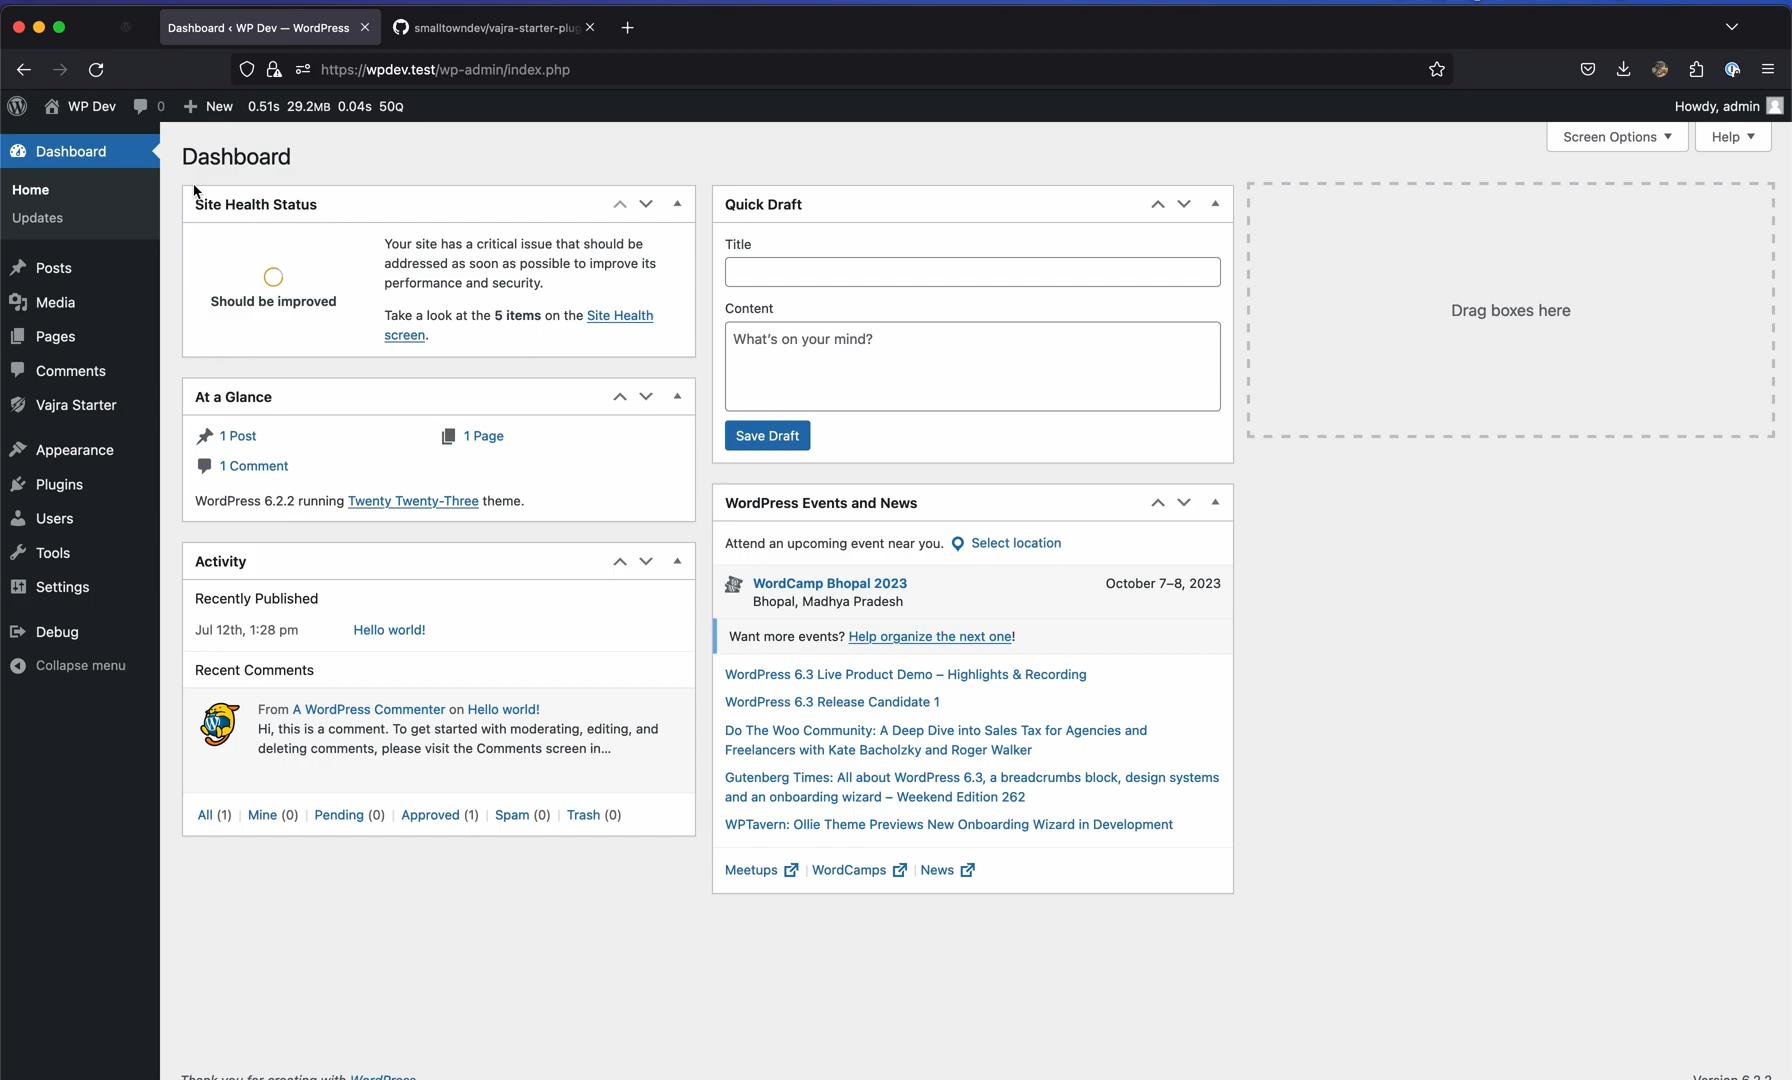 Dashboard ‹ WP Dev — WordPress
smalltowndev/vajra-starter-plug
https://wpdev.test/wp-admin/index.php
WP Dev
0
New
0.51s 29.2MB 0.04s 50Q
Howdy, admin
Dashboard
Home
Updates
Posts
Media
Pages
Comments
Vajra Starter
Appearance
Plugins
Users
Tools
Settings
Debug
Collapse menu
Screen Options
Help
Dashboard
Site Health Status
Should be improved
Your site has a critical issue that should be
addressed as soon as possible to improve its
performance and security.
Take a look at the 5 items on the Site Health
screen.
At a Glance
1 Post
1 Page
1 Comment
WordPress 6.2.2 running Twenty Twenty-Three theme.
Activity
Recently Published
Jul 12th, 1:28 pm
Hello world!
Recent Comments
From A WordPress Commenter on Hello world!
Hi, this is a comment. To get started with moderating, editing, and
deleting comments, please visit the Comments screen in...
All (1) | Mine (0) | Pending (0) | Approved (1) | Spam (0) | Trash (0)
Quick Draft
Title
Content
What's on your mind?
Save Draft
WordPress Events and News
Attend an upcoming event near you. Select location
WordCamp Bhopal 2023
October 7–8, 2023
Bhopal, Madhya Pradesh
Want more events? Help organize the next one!
WordPress 6.3 Live Product Demo – Highlights & Recording
WordPress 6.3 Release Candidate 1
Do The Woo Community: A Deep Dive into Sales Tax for Agencies and
Freelancers with Kate Bacholzky and Roger Walker
Gutenberg Times: All about WordPress 6.3, a breadcrumbs block, design systems
and an onboarding wizard – Weekend Edition 262
WPTavern: Ollie Theme Previews New Onboarding Wizard in Development
Meetups | WordCamps | News
Drag boxes here
Thank you for creating with WordPress.
Version 6.2.2